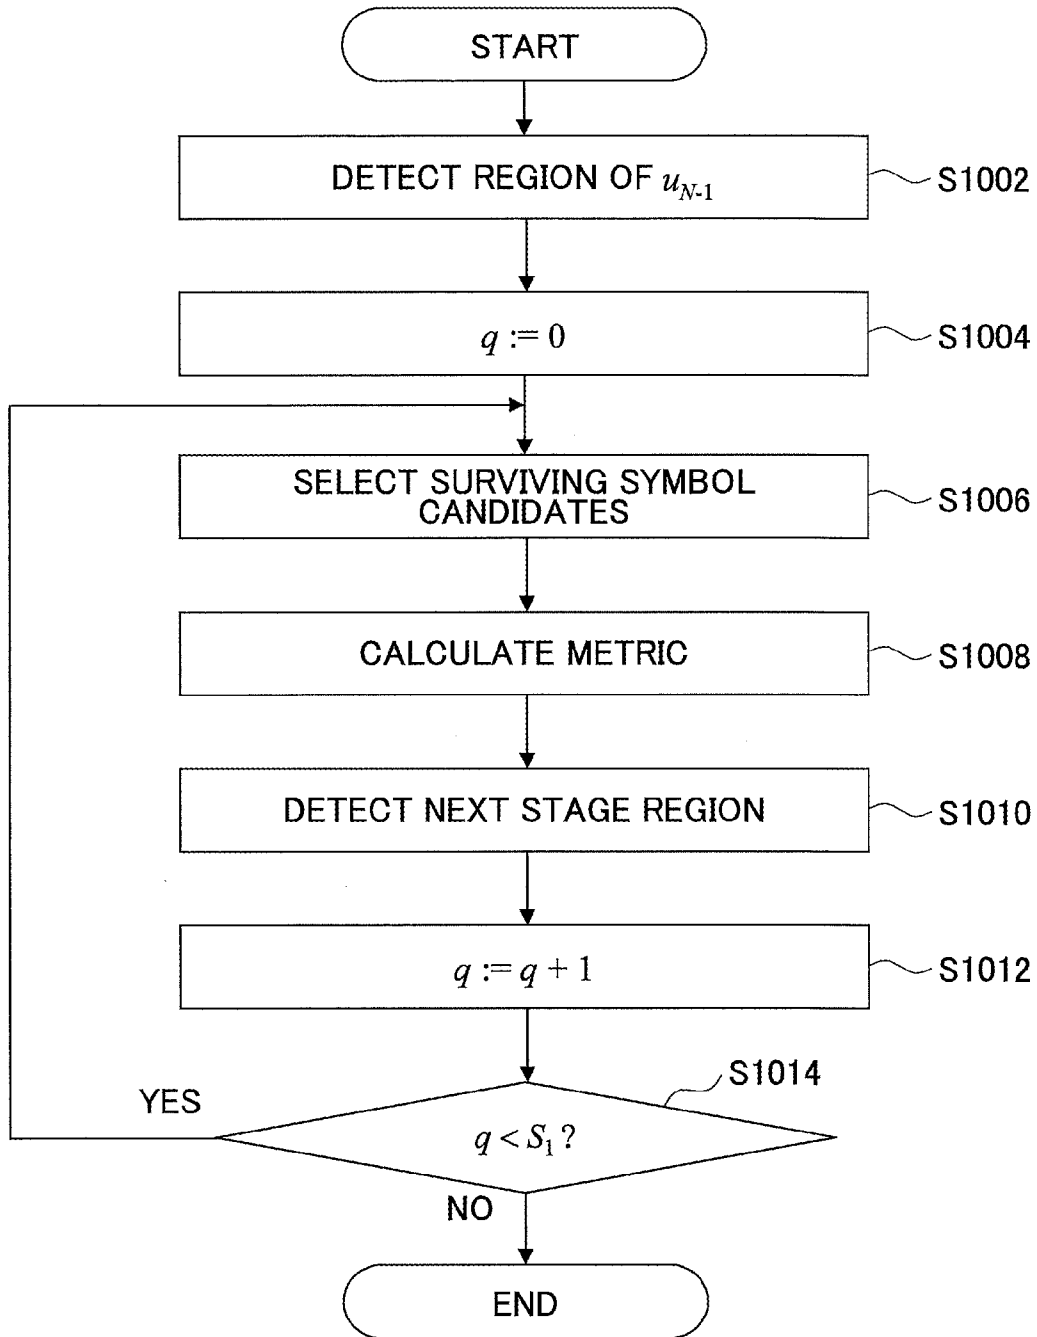 START
DETECT REGION OF u_{N-1}
S1002
q := 0
S1004
SELECT SURVIVING SYMBOL
CANDIDATES
S1006
CALCULATE METRIC
S1008
DETECT NEXT STAGE REGION
S1010
q := q + 1
S1012
S1014
YES
q < S_1 ?
NO
END